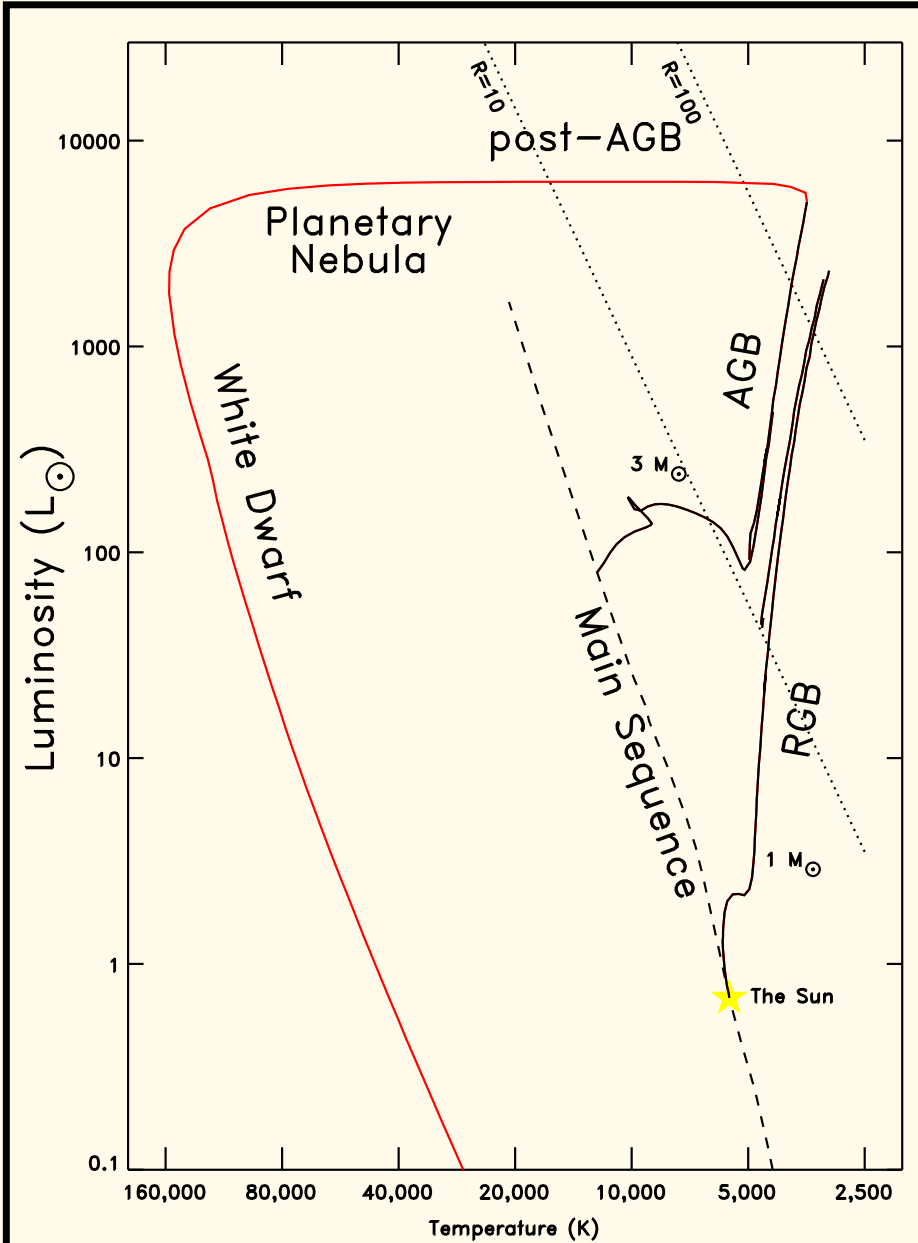 R=10
R=100
post-AGB
10000
Planetary
Nebula
1000
AGB
White Dwarf
3 M☉
Luminosity (L☉)
100
Main Sequence
RGB
10
1 M☉
1
The Sun
0.1
160,000 80,000 40,000 20,000 10,000 5,000 2,500
Temperature (K)